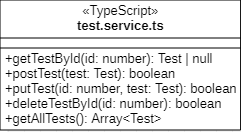 «TypeScript»
test.service.ts
+getTestById(id: number): Test | null
+postTest(test: Test): boolean
+putTest(id: number, test: Test): boolean
+deleteTestById(id: number): boolean
+getAllTests(): Array<Test>